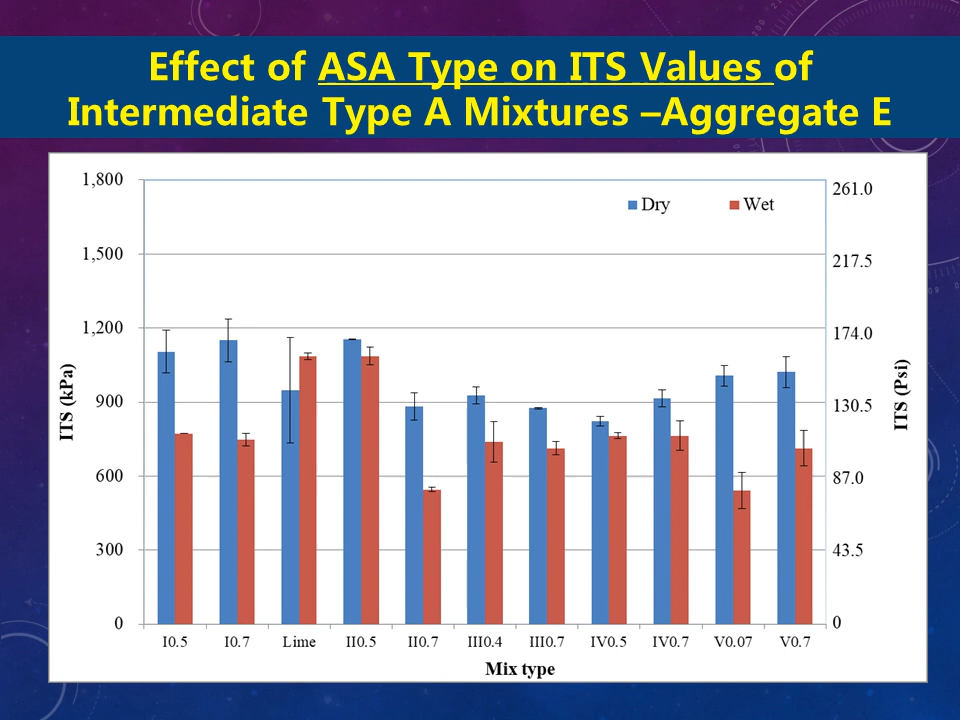 Effect of ASA Type on ITS Values of
Intermediate Type A Mixtures –Aggregate E
Dry Wet
ITS (kPa)
1,800
1,500
1,200
900
600
300
0
261.0
217.5
174.0
130.5
87.0
43.5
0
ITS (Psi)
I0.5 I0.7 Lime II0.5 II0.7 III0.4 III0.7 IV0.5 IV0.7 V0.07 V0.7
Mix type